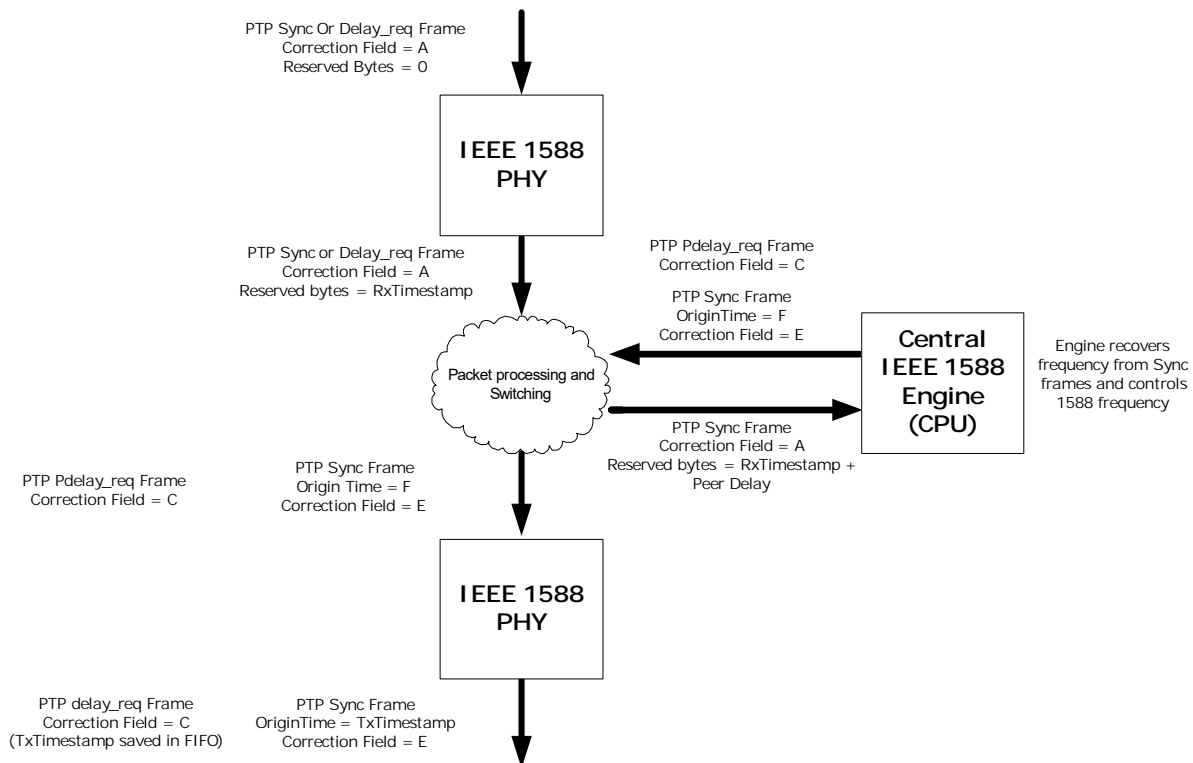 PTP Sync Or Delay_req Frame
Correction Field = A
Reserved Bytes = 0
IEEE 1588
PHY
PTP Sync or Delay_req Frame
Correction Field = A
Reserved bytes = RxTimestamp
PTP Pdelay_req Frame
Correction Field = C
PTP Sync Frame
OriginTime = F
Correction Field = E
Packet processing and
Switching
Central
IEEE 1588
Engine
(CPU)
Engine recovers
frequency from Sync
frames and controls
1588 frequency
PTP Sync Frame
Correction Field = A
Reserved bytes = RxTimestamp +
Peer Delay
PTP Pdelay_req Frame
Correction Field = C
PTP Sync Frame
Origin Time = F
Correction Field = E
IEEE 1588
PHY
PTP delay_req Frame
Correction Field = C
(TxTimestamp saved in FIFO)
PTP Sync Frame
OriginTime = TxTimestamp
Correction Field = E